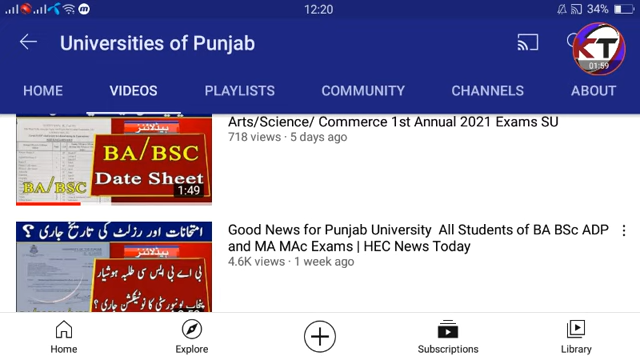 12:20
34%
Universities of Punjab
KT
01:59
HOME VIDEOS PLAYLISTS COMMUNITY CHANNELS ABOUT
ہیڈلائنز
BA/BSC
Date Sheet
BA/BSC
1:49
Arts/Science/ Commerce 1st Annual 2021 Exams SU
718 views · 5 days ago
امتحانات اور رزلٹ کی تاریخ جاری ؟
ہیڈلائنز
بی اے بی ایس سی طلبہ ہوشیار
پنجاب یونیورسٹی کا نوٹیفکیشن جاری ؟
Good News for Punjab University All Students of BA BSc ADP
and MA MAc Exams | HEC News Today
4.6K views · 1 week ago
Home Explore Subscriptions Library